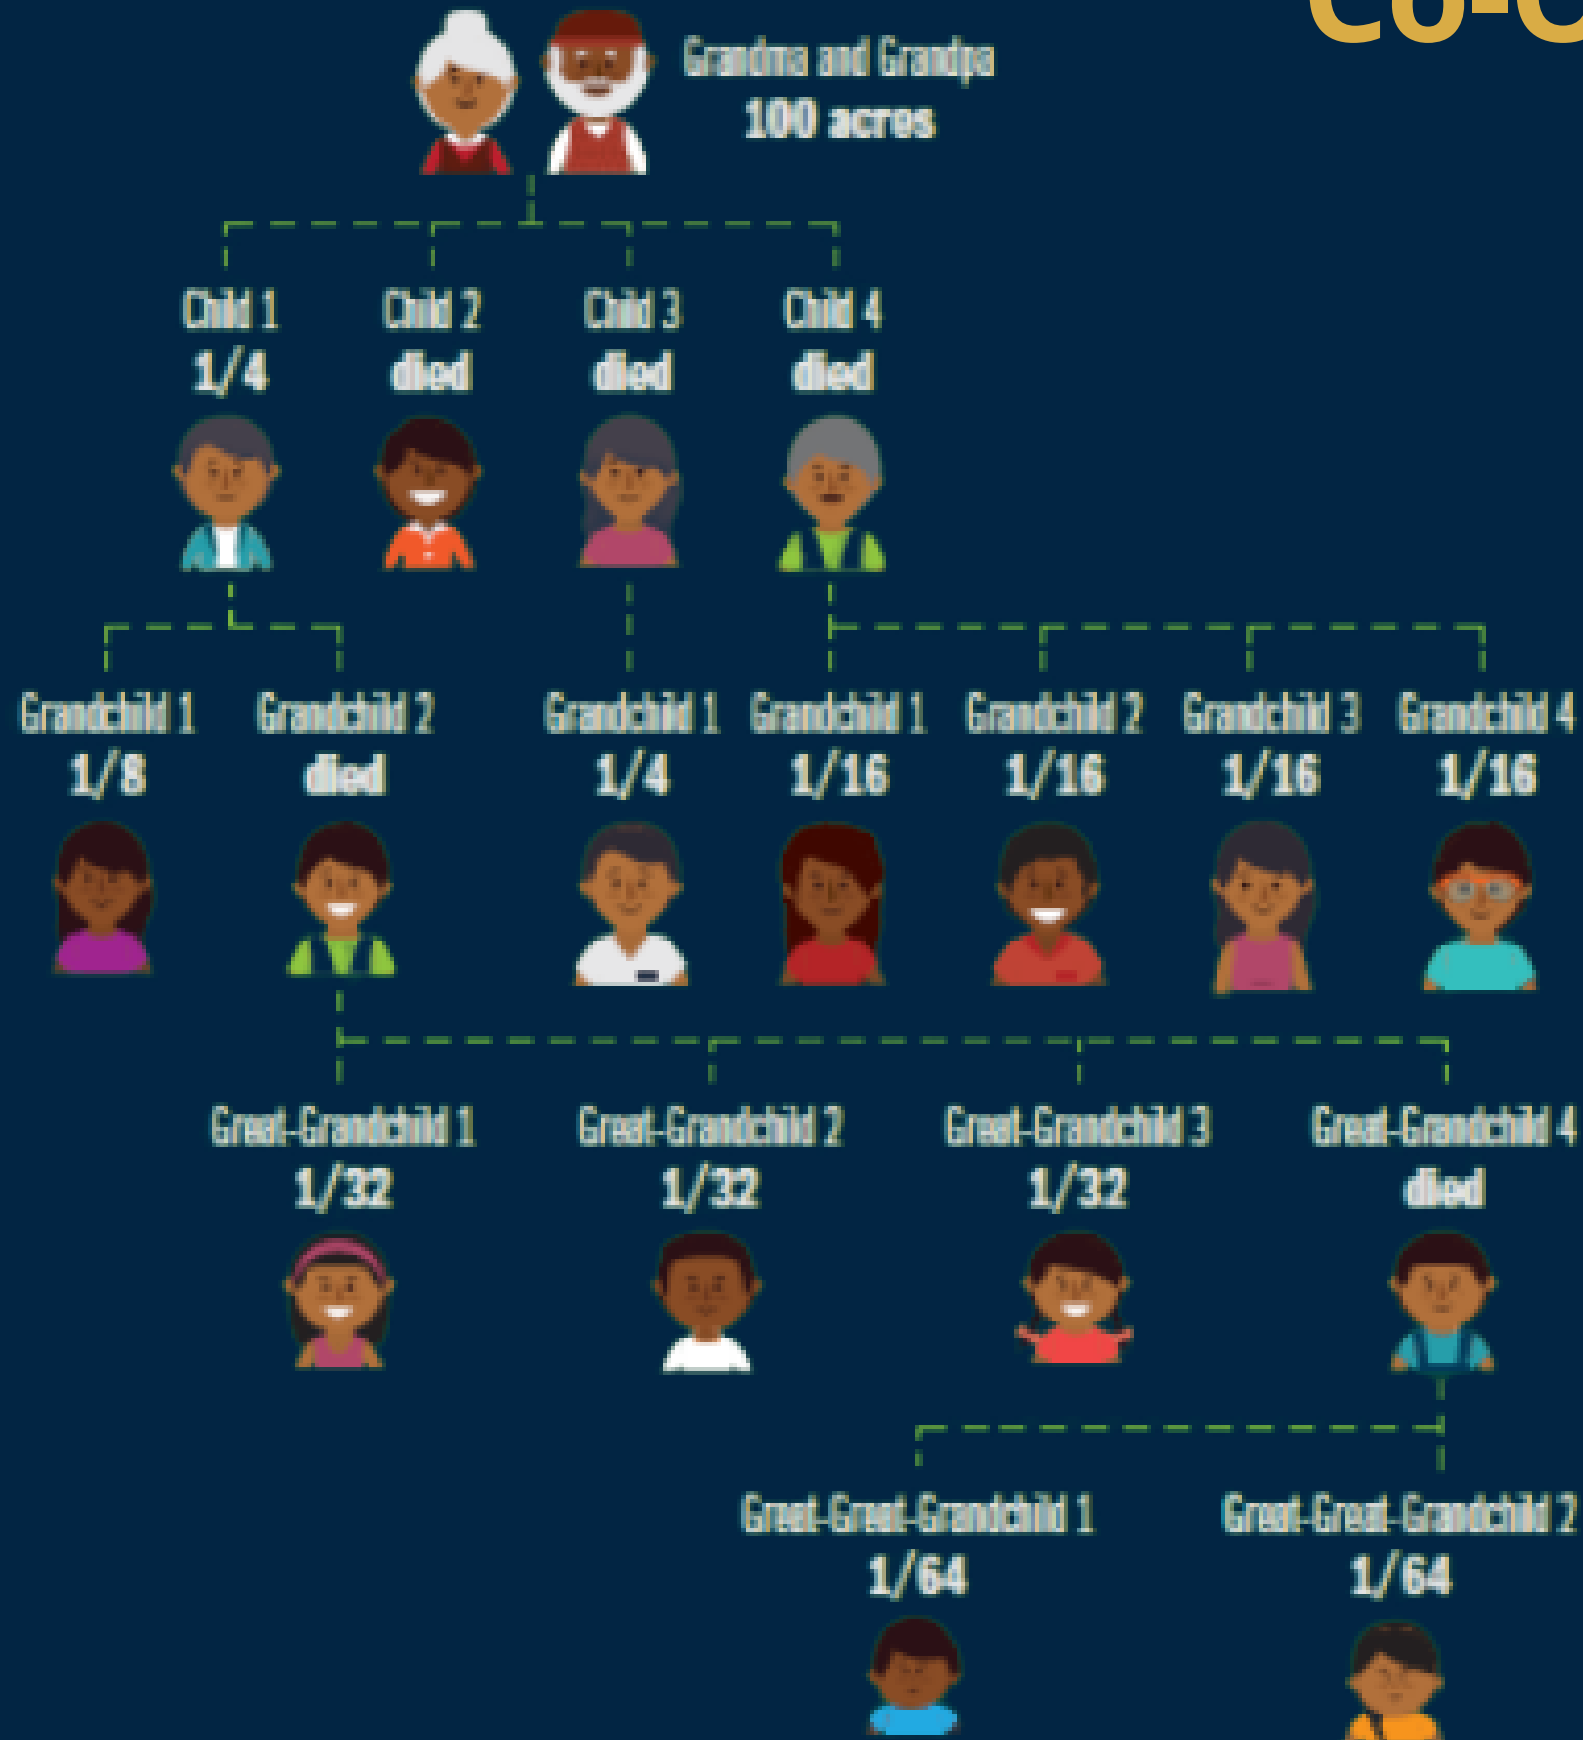 Co-O
Grandma and Grandpa
100 acres
Child 1
1/4
Child 2
died
Child 3
died
Child 4
died
Grandchild 1
1/8
Grandchild 2
died
Grandchild 1
1/4
Grandchild 1
1/16
Grandchild 2
1/16
Grandchild 3
1/16
Grandchild 4
1/16
Great-Grandchild 1
1/32
Great-Grandchild 2
1/32
Great-Grandchild 3
1/32
Great-Grandchild 4
died
Great-Great-Grandchild 1
1/64
Great-Great-Grandchild 2
1/64